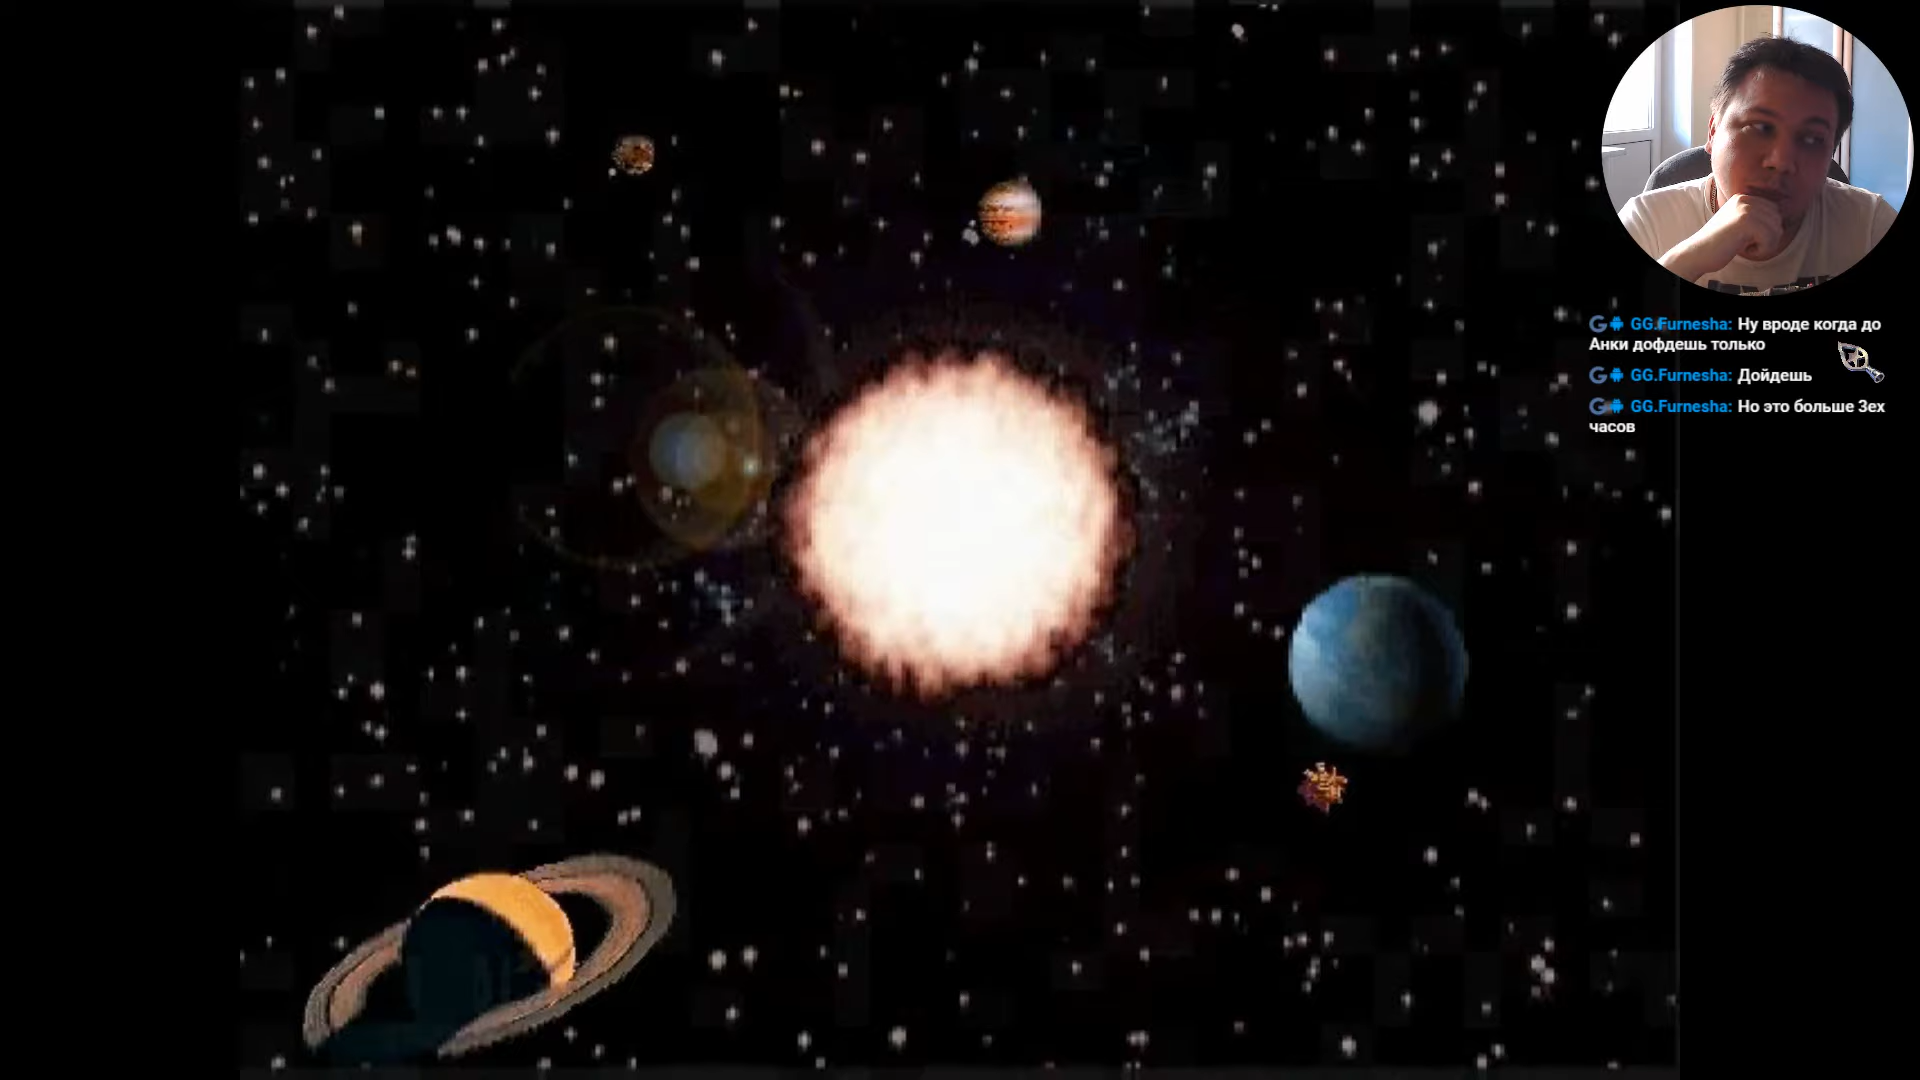 GG.Furnesha: Ну вроде когда до
Анки дофдешь только
GG.Furnesha: Дойдешь
GG.Furnesha: Но это больше 3ех
часов